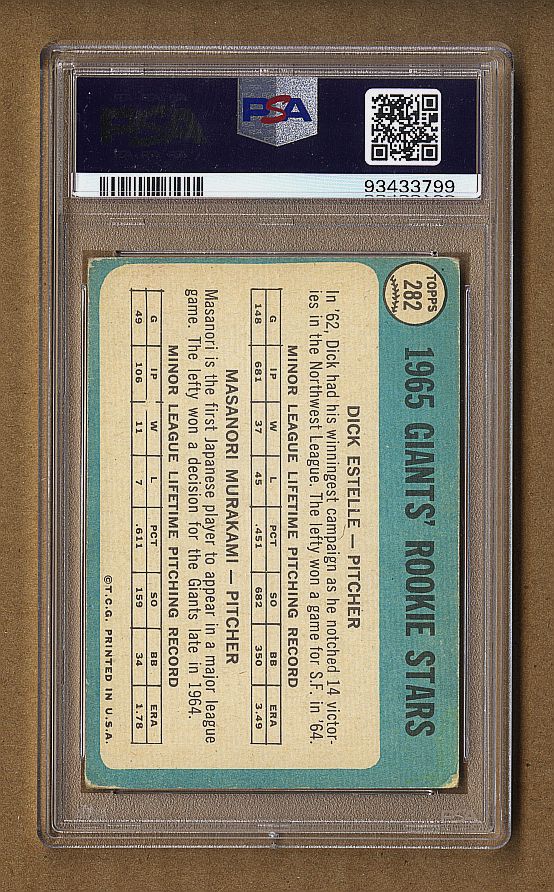 PSA
PSA
93433799
TOPPS
282
1965 GIANTS' ROOKIE STARS
DICK ESTELLE — PITCHER
In '62, Dick had his winningest campaign as he notched 14 victor-
ies in the Northwest League. The lefty won a game for S.F. in '64.
MINOR LEAGUE LIFETIME PITCHING RECORD
G IP W L PCT SO BB ERA
148 681 37 45 .451 682 350 3.49
MASANORI MURAKAMI — PITCHER
Masanori is the first Japanese player to appear in a major league
game. The lefty won a decision for the Giants late in 1964.
MINOR LEAGUE LIFETIME PITCHING RECORD
G IP W L PCT SO BB ERA
49 106 11 7 .611 159 34 1.78
©T.C.G. PRINTED IN U.S.A.
PSA